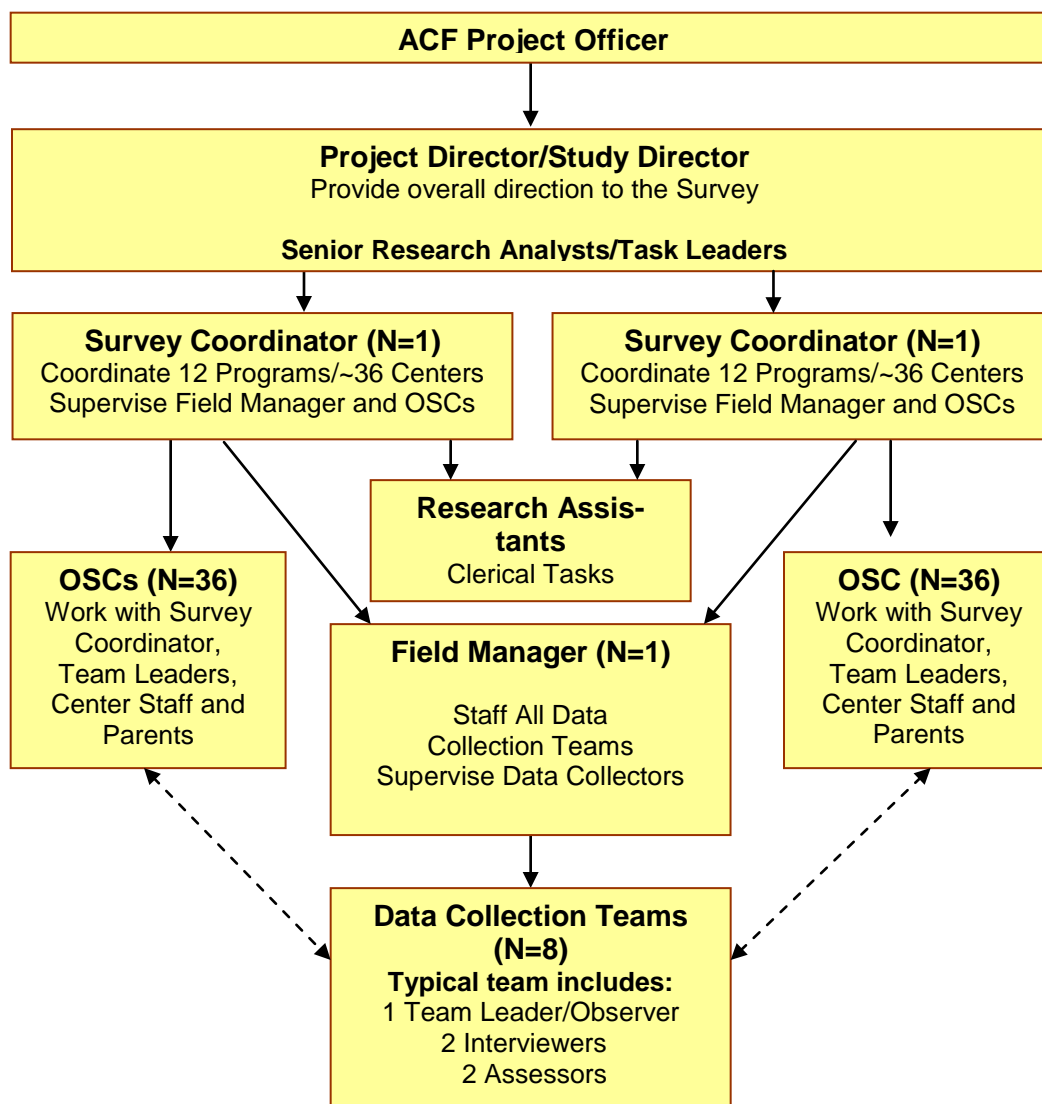 ACF Project Officer
Project Director/Study Director
Provide overall direction to the Survey
Senior Research Analysts/Task Leaders
Survey Coordinator (N=1)
Coordinate 12 Programs/~36 Centers
Supervise Field Manager and OSCs
Survey Coordinator (N=1)
Coordinate 12 Programs/~36 Centers
Supervise Field Manager and OSCs
Research Assis-
tants
Clerical Tasks
OSCs (N=36)
Work with Survey
Coordinator,
Team Leaders,
Center Staff and
Parents
Field Manager (N=1)
Staff All Data
Collection Teams
Supervise Data Collectors
OSC (N=36)
Work with Survey
Coordinator,
Team Leaders,
Center Staff and
Parents
Data Collection Teams
(N=8)
Typical team includes:
1 Team Leader/Observer
2 Interviewers
2 Assessors